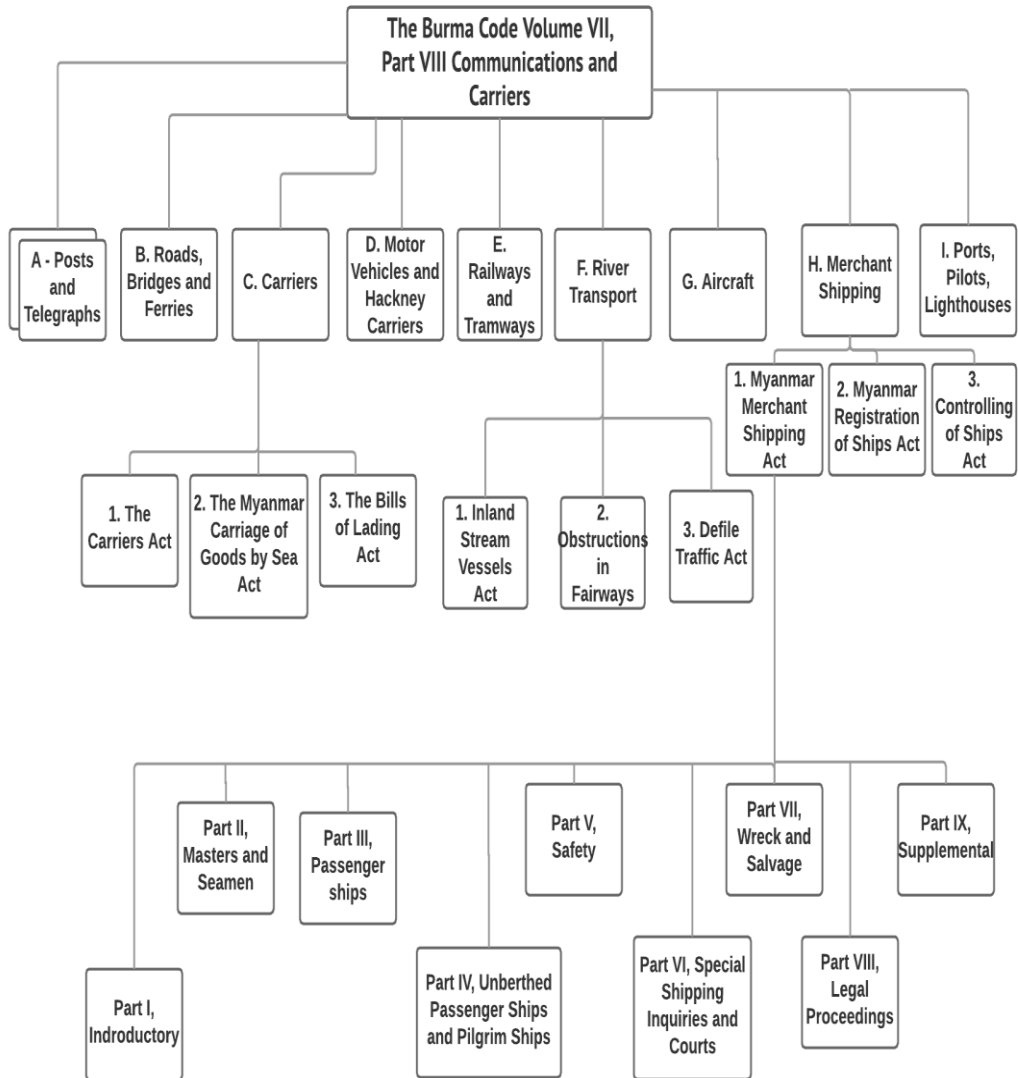 The Burma Code Volume VII,
Part VIII Communications and
Carriers
A - Posts
and
Telegraphs
B. Roads,
Bridges and
Ferries
C. Carriers
D. Motor
Vehicles and
Hackney
Carriers
E.
Railways
and
Tramways
F. River
Transport
G. Aircraft
H. Merchant
Shipping
I. Ports,
Pilots,
Lighthouses
1. Myanmar
Merchant
Shipping
Act
2. Myanmar
Registration
of Ships Act
3.
Controlling
of Ships
Act
1. The
Carriers Act
2. The Myanmar
Carriage of
Goods by Sea
Act
3. The Bills
of Lading
Act
1. Inland
Stream
Vessels
Act
2.
Obstructions
in
Fairways
3. Defile
Traffic Act
Part I,
Indroductory
Part II,
Masters and
Seamen
Part III,
Passenger
ships
Part IV, Unberthed
Passenger Ships
and Pilgrim Ships
Part V,
Safety
Part VI, Special
Shipping
Inquiries and
Courts
Part VII,
Wreck and
Salvage
Part VIII,
Legal
Proceedings
Part IX,
Supplemental